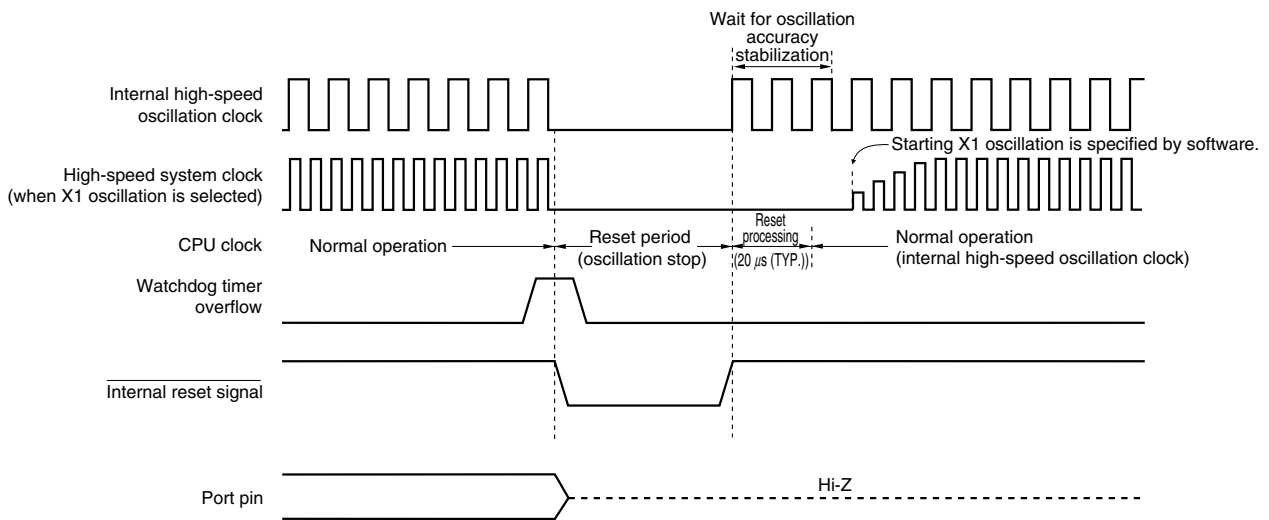 Wait for oscillation
accuracy
stabilization
Internal high-speed
oscillation clock
Starting X1 oscillation is specified by software.
High-speed system clock
(when X1 oscillation is selected)
CPU clock
Normal operation
Reset period
(oscillation stop)
Reset
processing
(20 μs (TYP.))
Normal operation
(internal high-speed oscillation clock)
Watchdog timer
overflow
Internal reset signal
Hi-Z
Port pin